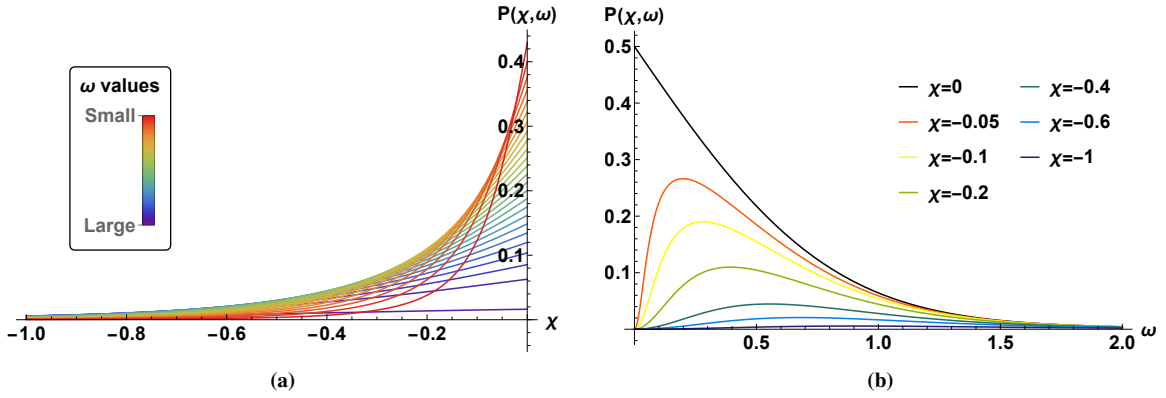 P(χ,ω)
0.4
0.3
0.2
0.1
-1.0 -0.8 -0.6 -0.4 -0.2 χ
ω values
Small
Large
(a)
P(χ,ω)
0.5
0.4
0.3
0.2
0.1
0.5 1.0 1.5 2.0 ω
χ=0 χ=-0.4
χ=-0.05 χ=-0.6
χ=-0.1 χ=-1
χ=-0.2
(b)